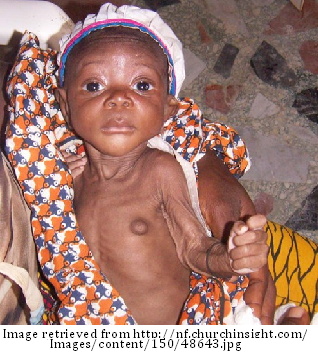 Image retrieved from http://nf.churchinsight.com/
Images/content/150/48643.jpg